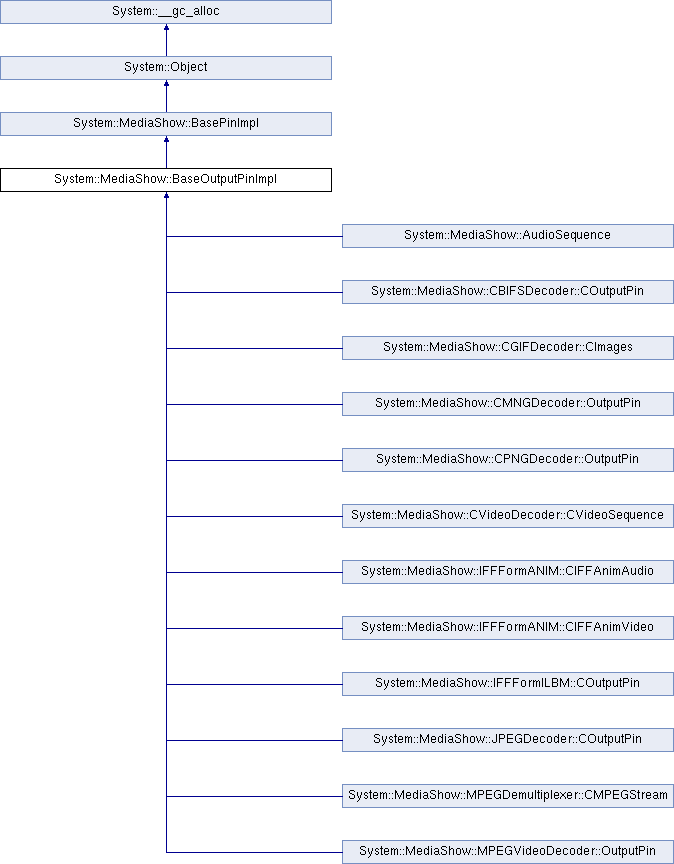 System::__gc_alloc
System::Object
System::MediaShow::BasePinImpl
System::MediaShow::BaseOutputPinImpl
System::MediaShow::AudioSequence
System::MediaShow::CBIFSDecoder::COutputPin
System::MediaShow::CGIFDecoder::CImages
System::MediaShow::CMNGDecoder::OutputPin
System::MediaShow::CPNGDecoder::OutputPin
System::MediaShow::CVideoDecoder::CVideoSequence
System::MediaShow::IFFFormANIM::CIFFAnimAudio
System::MediaShow::IFFFormANIM::CIFFAnimVideo
System::MediaShow::IFFFormILBM::COutputPin
System::MediaShow::JPEGDecoder::COutputPin
System::MediaShow::MPEGDemultiplexer::CMPEGStream
System::MediaShow::MPEGVideoDecoder::OutputPin